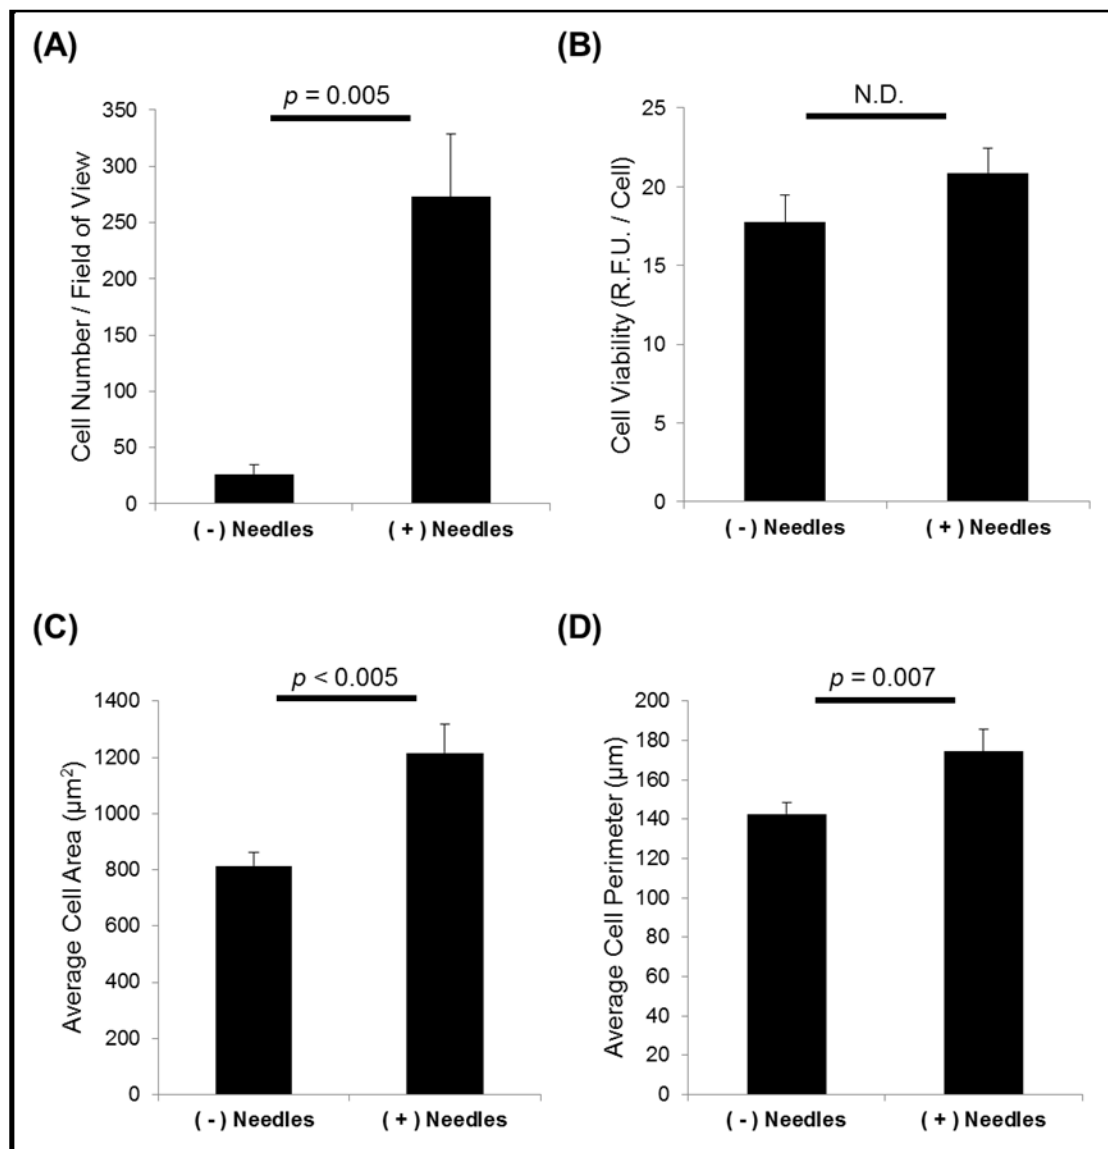 (A)
p = 0.005
Cell Number / Field of View
350
300
250
200
150
100
50
0
( - ) Needles
( + ) Needles
(B)
N.D.
Cell Viability (R.F.U. / Cell)
25
20
15
10
5
0
( - ) Needles
( + ) Needles
(C)
p < 0.005
Average Cell Area (µm²)
1400
1200
1000
800
600
400
200
0
( - ) Needles
( + ) Needles
(D)
p = 0.007
Average Cell Perimeter (µm)
200
180
160
140
120
100
80
60
40
20
0
( - ) Needles
( + ) Needles